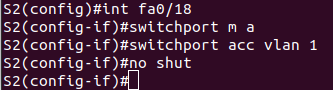 S2(config)#int fa0/18
S2(config-if)#switchport m a
S2(config-if)#switchport acc vlan 1
S2(config-if)#no shut
S2(config-if)#